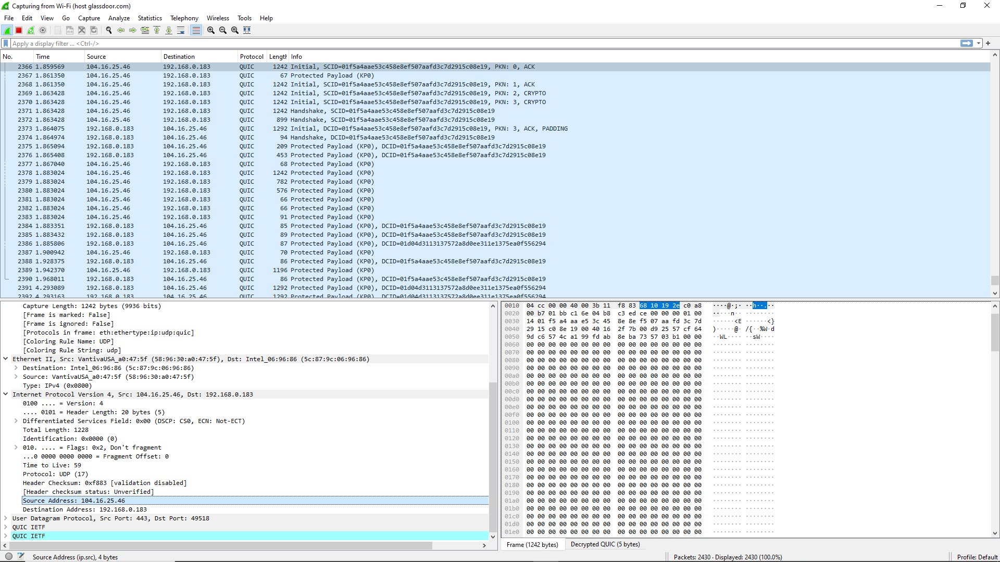 Capturing from Wi-Fi (host glassdoor.com)
File Edit View Go Capture Analyze Statistics Telephony Wireless Tools Help
Apply a display filter ... <Ctrl-/>
No. Time Source Destination Protocol Length Info
2366 1.859569 104.16.25.46 192.168.0.183 QUIC 1242 Initial, SCID=01f5a4aae53c458e8ef507aafd3c7d2915c08e19, PKN: 0, ACK
2367 1.861350 104.16.25.46 192.168.0.183 QUIC 67 Protected Payload (KP0)
2368 1.861350 104.16.25.46 192.168.0.183 QUIC 1242 Initial, SCID=01f5a4aae53c458e8ef507aafd3c7d2915c08e19, PKN: 1, ACK
2369 1.863428 104.16.25.46 192.168.0.183 QUIC 1242 Initial, SCID=01f5a4aae53c458e8ef507aafd3c7d2915c08e19, PKN: 2, CRYPTO
2370 1.863428 104.16.25.46 192.168.0.183 QUIC 1242 Initial, SCID=01f5a4aae53c458e8ef507aafd3c7d2915c08e19, PKN: 3, CRYPTO
2371 1.863428 104.16.25.46 192.168.0.183 QUIC 1242 Handshake, SCID=01f5a4aae53c458e8ef507aafd3c7d2915c08e19
2372 1.863428 104.16.25.46 192.168.0.183 QUIC 899 Handshake, SCID=01f5a4aae53c458e8ef507aafd3c7d2915c08e19
2373 1.864075 192.168.0.183 104.16.25.46 QUIC 1292 Initial, DCID=01f5a4aae53c458e8ef507aafd3c7d2915c08e19, PKN: 3, ACK, PADDING
2374 1.864974 192.168.0.183 104.16.25.46 QUIC 94 Handshake, DCID=01f5a4aae53c458e8ef507aafd3c7d2915c08e19
2375 1.865094 192.168.0.183 104.16.25.46 QUIC 209 Protected Payload (KP0), DCID=01f5a4aae53c458e8ef507aafd3c7d2915c08e19
2376 1.865408 192.168.0.183 104.16.25.46 QUIC 453 Protected Payload (KP0), DCID=01f5a4aae53c458e8ef507aafd3c7d2915c08e19
2377 1.867040 104.16.25.46 192.168.0.183 QUIC 68 Protected Payload (KP0)
2378 1.883024 104.16.25.46 192.168.0.183 QUIC 1242 Protected Payload (KP0)
2379 1.883024 104.16.25.46 192.168.0.183 QUIC 782 Protected Payload (KP0)
2380 1.883024 104.16.25.46 192.168.0.183 QUIC 576 Protected Payload (KP0)
2381 1.883024 104.16.25.46 192.168.0.183 QUIC 66 Protected Payload (KP0)
2382 1.883024 104.16.25.46 192.168.0.183 QUIC 66 Protected Payload (KP0)
2383 1.883024 104.16.25.46 192.168.0.183 QUIC 91 Protected Payload (KP0)
2384 1.883351 192.168.0.183 104.16.25.46 QUIC 85 Protected Payload (KP0), DCID=01f5a4aae53c458e8ef507aafd3c7d2915c08e19
2385 1.883432 192.168.0.183 104.16.25.46 QUIC 89 Protected Payload (KP0), DCID=01f5a4aae53c458e8ef507aafd3c7d2915c08e19
2386 1.885806 192.168.0.183 104.16.25.46 QUIC 87 Protected Payload (KP0), DCID=01d04d3113137572a8d0ee311e1375ea0f556294
2387 1.900942 104.16.25.46 192.168.0.183 QUIC 70 Protected Payload (KP0)
2388 1.928375 192.168.0.183 104.16.25.46 QUIC 86 Protected Payload (KP0), DCID=01f5a4aae53c458e8ef507aafd3c7d2915c08e19
2389 1.942370 104.16.25.46 192.168.0.183 QUIC 1196 Protected Payload (KP0)
2390 1.968011 192.168.0.183 104.16.25.46 QUIC 86 Protected Payload (KP0), DCID=01f5a4aae53c458e8ef507aafd3c7d2915c08e19
2391 4.293089 192.168.0.183 104.16.25.46 QUIC 1292 Protected Payload (KP0), DCID=01d04d3113137572a8d0ee311e1375ea0f556294
2392 4.293163 192.168.0.183 104.16.25.46 QUIC 1292 Protected Payload (KP0), DCID=01d04d3113137572a8d0ee311e1375ea0f556294
Capture Length: 1242 bytes (9936 bits)
[Frame is marked: False]
[Frame is ignored: False]
[Protocols in frame: eth:ethertype:ip:udp:quic]
[Coloring Rule Name: UDP]
[Coloring Rule String: udp]
Ethernet II, Src: VantivaUSA_a0:47:5f (58:96:30:a0:47:5f), Dst: Intel_06:96:86 (5c:87:9c:06:96:86)
Destination: Intel_06:96:86 (5c:87:9c:06:96:86)
Source: VantivaUSA_a0:47:5f (58:96:30:a0:47:5f)
Type: IPv4 (0x0800)
Internet Protocol Version 4, Src: 104.16.25.46, Dst: 192.168.0.183
0100 .... = Version: 4
.... 0101 = Header Length: 20 bytes (5)
Differentiated Services Field: 0x00 (DSCP: CS0, ECN: Not-ECT)
Total Length: 1228
Identification: 0x0000 (0)
010. .... = Flags: 0x2, Don't fragment
...0 0000 0000 0000 = Fragment Offset: 0
Time to Live: 59
Protocol: UDP (17)
Header Checksum: 0xf883 [validation disabled]
[Header checksum status: Unverified]
Source Address: 104.16.25.46
Destination Address: 192.168.0.183
User Datagram Protocol, Src Port: 443, Dst Port: 49518
QUIC IETF
QUIC IETF
0010 04 cc 00 00 40 00 3b 11 f8 83 68 10 19 2e c0 a8 ····@·;· ··h··.··
0020 00 b7 01 bb c1 6e 04 b8 c3 ed ce 00 00 00 01 00 ·····n·· ········
0030 14 01 f5 a4 aa e5 3c 45 8e 8e f5 07 aa fd 3c 7d ······<E ······<}
0040 29 15 c0 8e 19 00 40 16 2f 7b 00 d9 25 57 cf 64 )·····@· /{··%W·d
0050 9d c6 57 4c a1 99 fd ab 8e ba 73 57 03 b1 00 00 ··WL···· ··sW····
0060 00 00 00 00 00 00 00 00 00 00 00 00 00 00 00 00 ········ ········
0070 00 00 00 00 00 00 00 00 00 00 00 00 00 00 00 00 ········ ········
0080 00 00 00 00 00 00 00 00 00 00 00 00 00 00 00 00 ········ ········
0090 00 00 00 00 00 00 00 00 00 00 00 00 00 00 00 00 ········ ········
00a0 00 00 00 00 00 00 00 00 00 00 00 00 00 00 00 00 ········ ········
00b0 00 00 00 00 00 00 00 00 00 00 00 00 00 00 00 00 ········ ········
00c0 00 00 00 00 00 00 00 00 00 00 00 00 00 00 00 00 ········ ········
00d0 00 00 00 00 00 00 00 00 00 00 00 00 00 00 00 00 ········ ········
00e0 00 00 00 00 00 00 00 00 00 00 00 00 00 00 00 00 ········ ········
00f0 00 00 00 00 00 00 00 00 00 00 00 00 00 00 00 00 ········ ········
0100 00 00 00 00 00 00 00 00 00 00 00 00 00 00 00 00 ········ ········
0110 00 00 00 00 00 00 00 00 00 00 00 00 00 00 00 00 ········ ········
0120 00 00 00 00 00 00 00 00 00 00 00 00 00 00 00 00 ········ ········
0130 00 00 00 00 00 00 00 00 00 00 00 00 00 00 00 00 ········ ········
0140 00 00 00 00 00 00 00 00 00 00 00 00 00 00 00 00 ········ ········
0150 00 00 00 00 00 00 00 00 00 00 00 00 00 00 00 00 ········ ········
0160 00 00 00 00 00 00 00 00 00 00 00 00 00 00 00 00 ········ ········
0170 00 00 00 00 00 00 00 00 00 00 00 00 00 00 00 00 ········ ········
0180 00 00 00 00 00 00 00 00 00 00 00 00 00 00 00 00 ········ ········
0190 00 00 00 00 00 00 00 00 00 00 00 00 00 00 00 00 ········ ········
01a0 00 00 00 00 00 00 00 00 00 00 00 00 00 00 00 00 ········ ········
01b0 00 00 00 00 00 00 00 00 00 00 00 00 00 00 00 00 ········ ········
01c0 00 00 00 00 00 00 00 00 00 00 00 00 00 00 00 00 ········ ········
01d0 00 00 00 00 00 00 00 00 00 00 00 00 00 00 00 00 ········ ········
01e0 00 00 00 00 00 00 00 00 00 00 00 00 00 00 00 00 ········ ········
Frame (1242 bytes) Decrypted QUIC (5 bytes)
Source Address (ip.src), 4 bytes
Packets: 2430 · Displayed: 2430 (100.0%)
Profile: Default